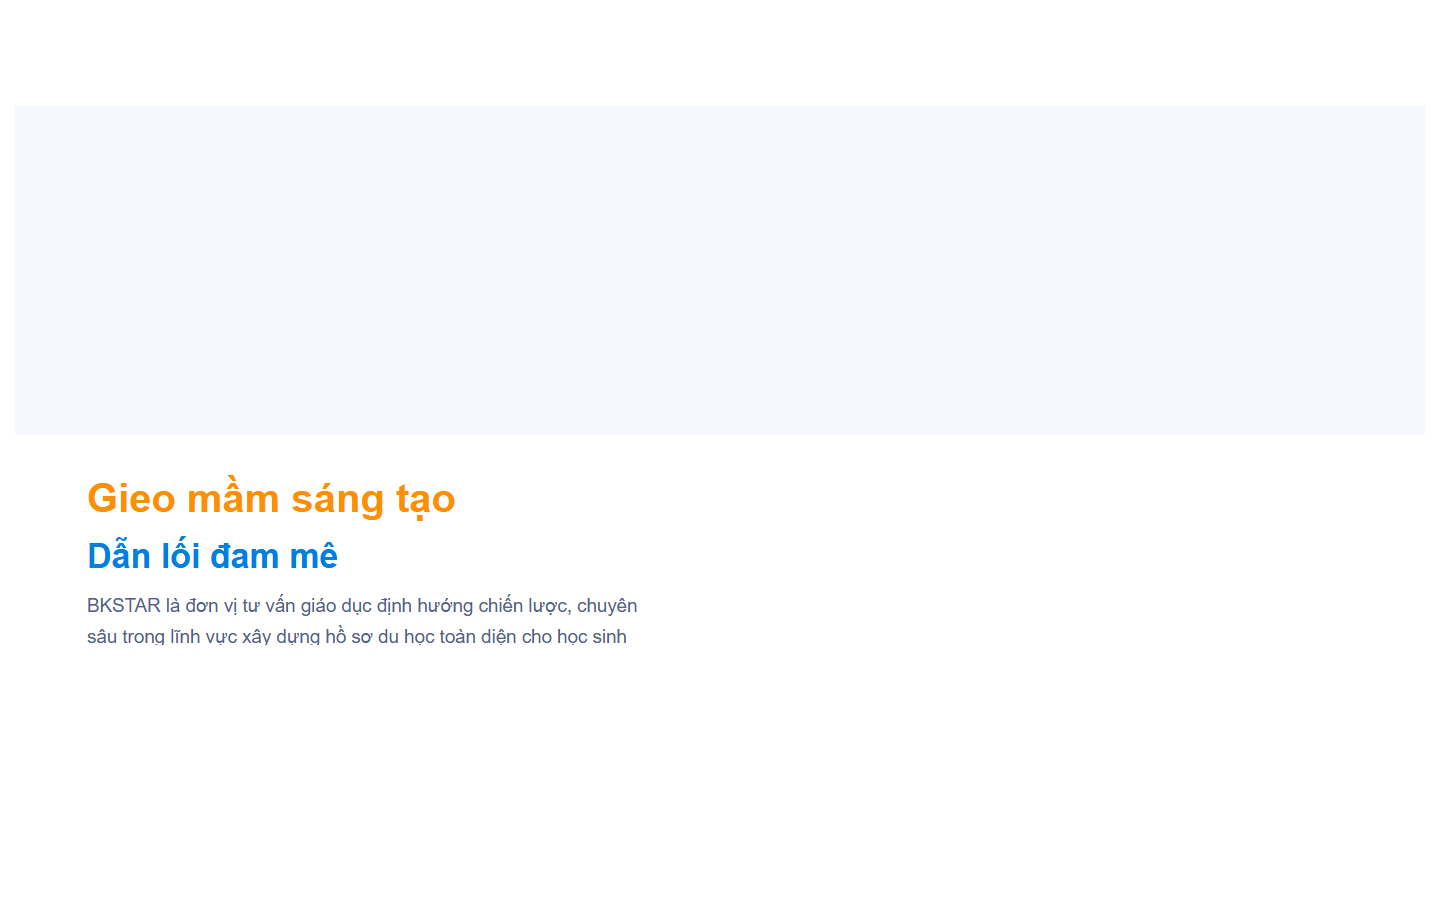 Gieo mầm sáng tạo
Dẫn lối đam mê
BKSTAR là đơn vị tư vấn giáo dục định hướng chiến lược, chuyên
sâu trong lĩnh vực xây dựng hồ sơ du học toàn diện cho học sinh